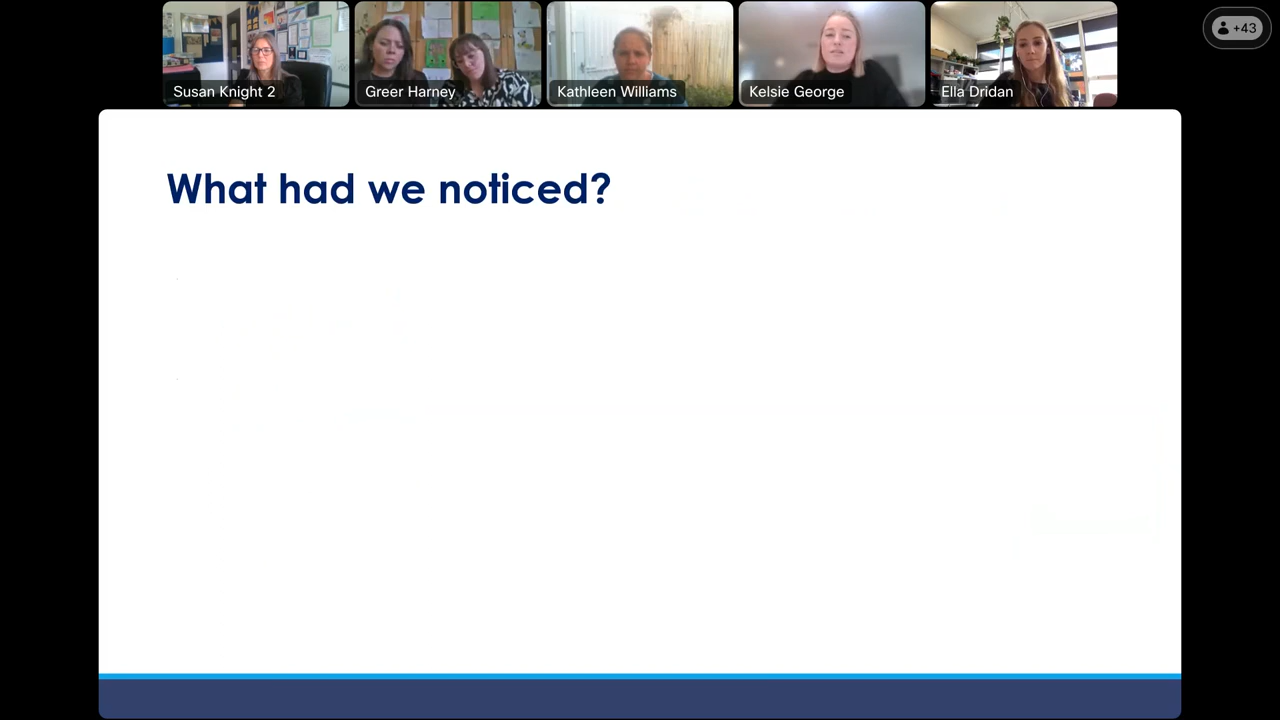 Susan Knight 2
Greer Harney
Kathleen Williams
Kelsie George
Ella Dridan
+43
What had we noticed?